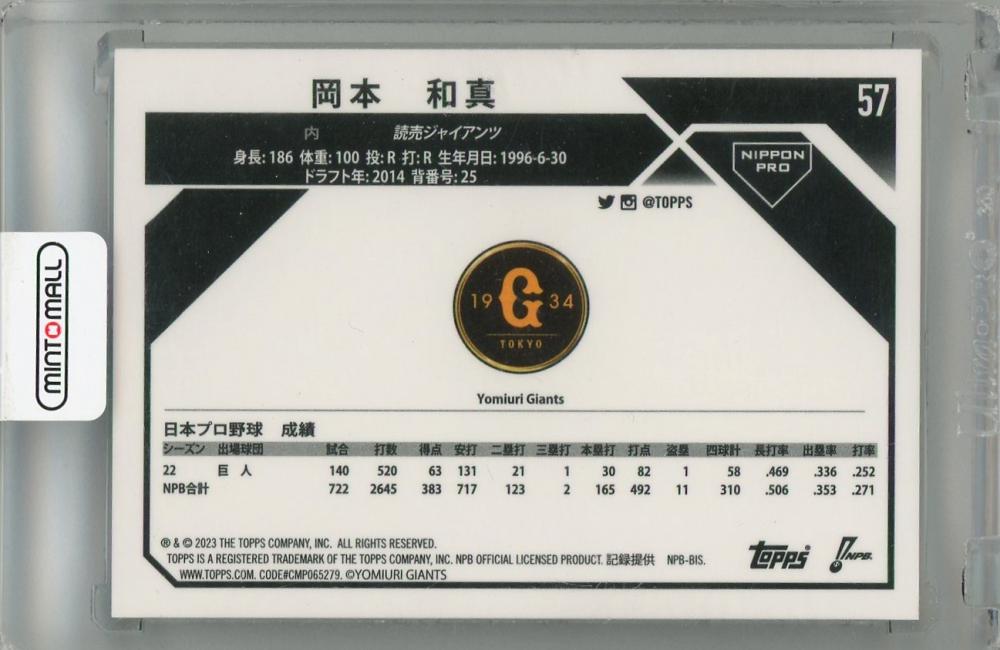 岡本 和真
57
内 読売ジャイアンツ
身長: 186 体重: 100 投: R 打: R 生年月日: 1996-6-30
ドラフト年: 2014 背番号: 25
NIPPON
PRO
@TOPPS
19 G 34
TOKYO
Yomiuri Giants
MINTOMALL
日本プロ野球 成績
シーズン 出場球団 試合 打数 得点 安打 二塁打 三塁打 本塁打 打点 盗塁 四球計 長打率 出塁率 打率
22 巨 人 140 520 63 131 21 1 30 82 1 58 .469 .336 .252
NPB合計 722 2645 383 717 123 2 165 492 11 310 .506 .353 .271
® & © 2023 THE TOPPS COMPANY, INC. ALL RIGHTS RESERVED.
TOPPS IS A REGISTERED TRADEMARK OF THE TOPPS COMPANY, INC. NPB OFFICIAL LICENSED PRODUCT. 記録提供 NPB-BIS.
WWW.TOPPS.COM. CODE#CMP065279. ©YOMIURI GIANTS
topps
NPB